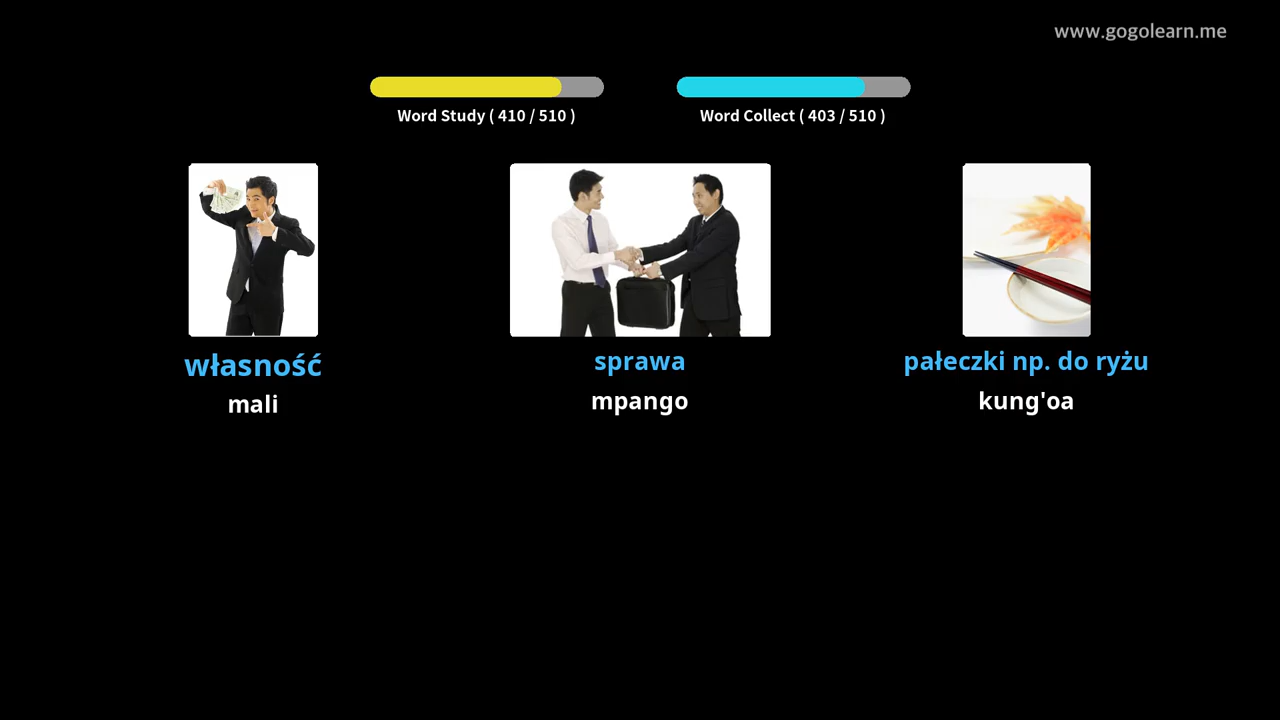 www.gogolearn.me
Word Study ( 410 / 510 )
Word Collect ( 403 / 510 )
własność
sprawa
pałeczki np. do ryżu
mali
mpango
kung'oa